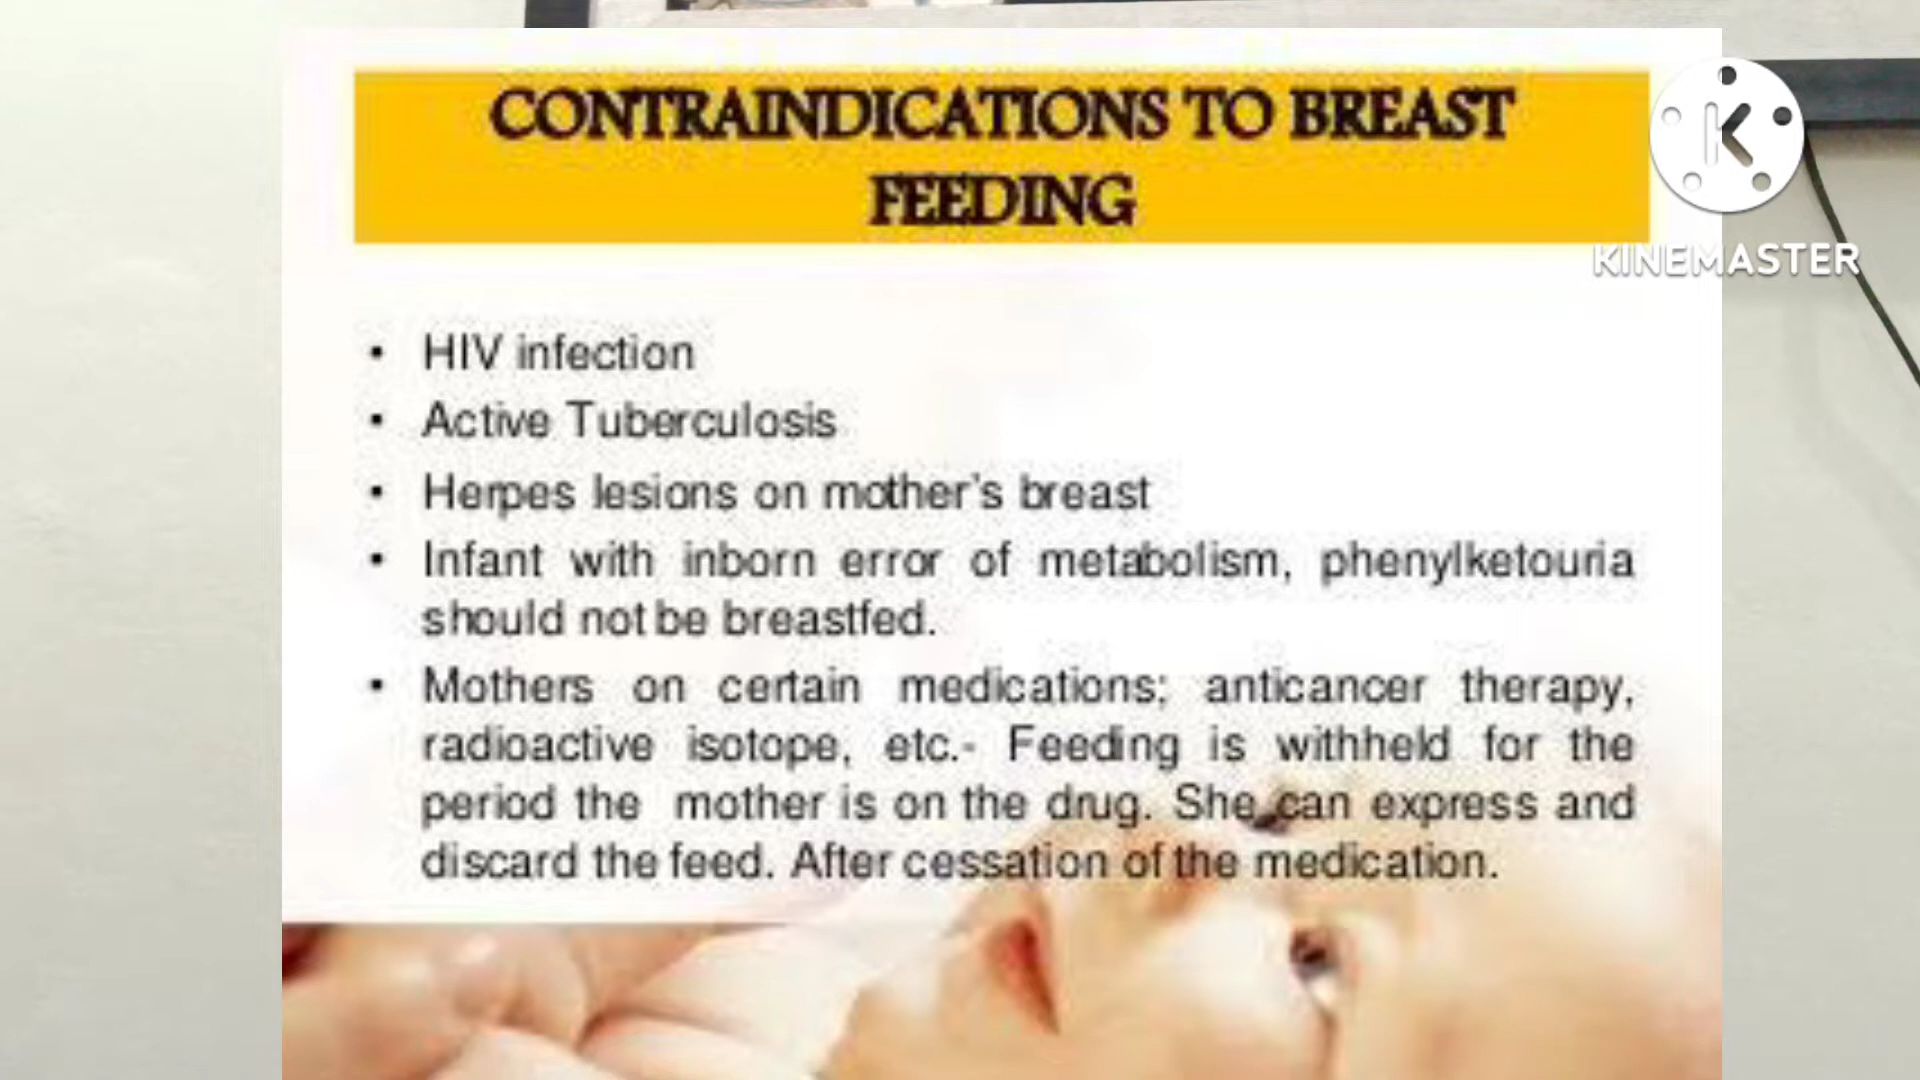 CONTRAINDICATIONS TO BREAST
FEEDING
KINEMASTER
• HIV infection
• Active Tuberculosis
• Herpes lesions on mother's breast
• Infant with inborn error of metabolism, phenylketouria
should not be breastfed.
• Mothers on certain medications; anticancer therapy,
radioactive isotope, etc.- Feeding is withheld for the
period the mother is on the drug. She can express and
discard the feed. After cessation of the medication.